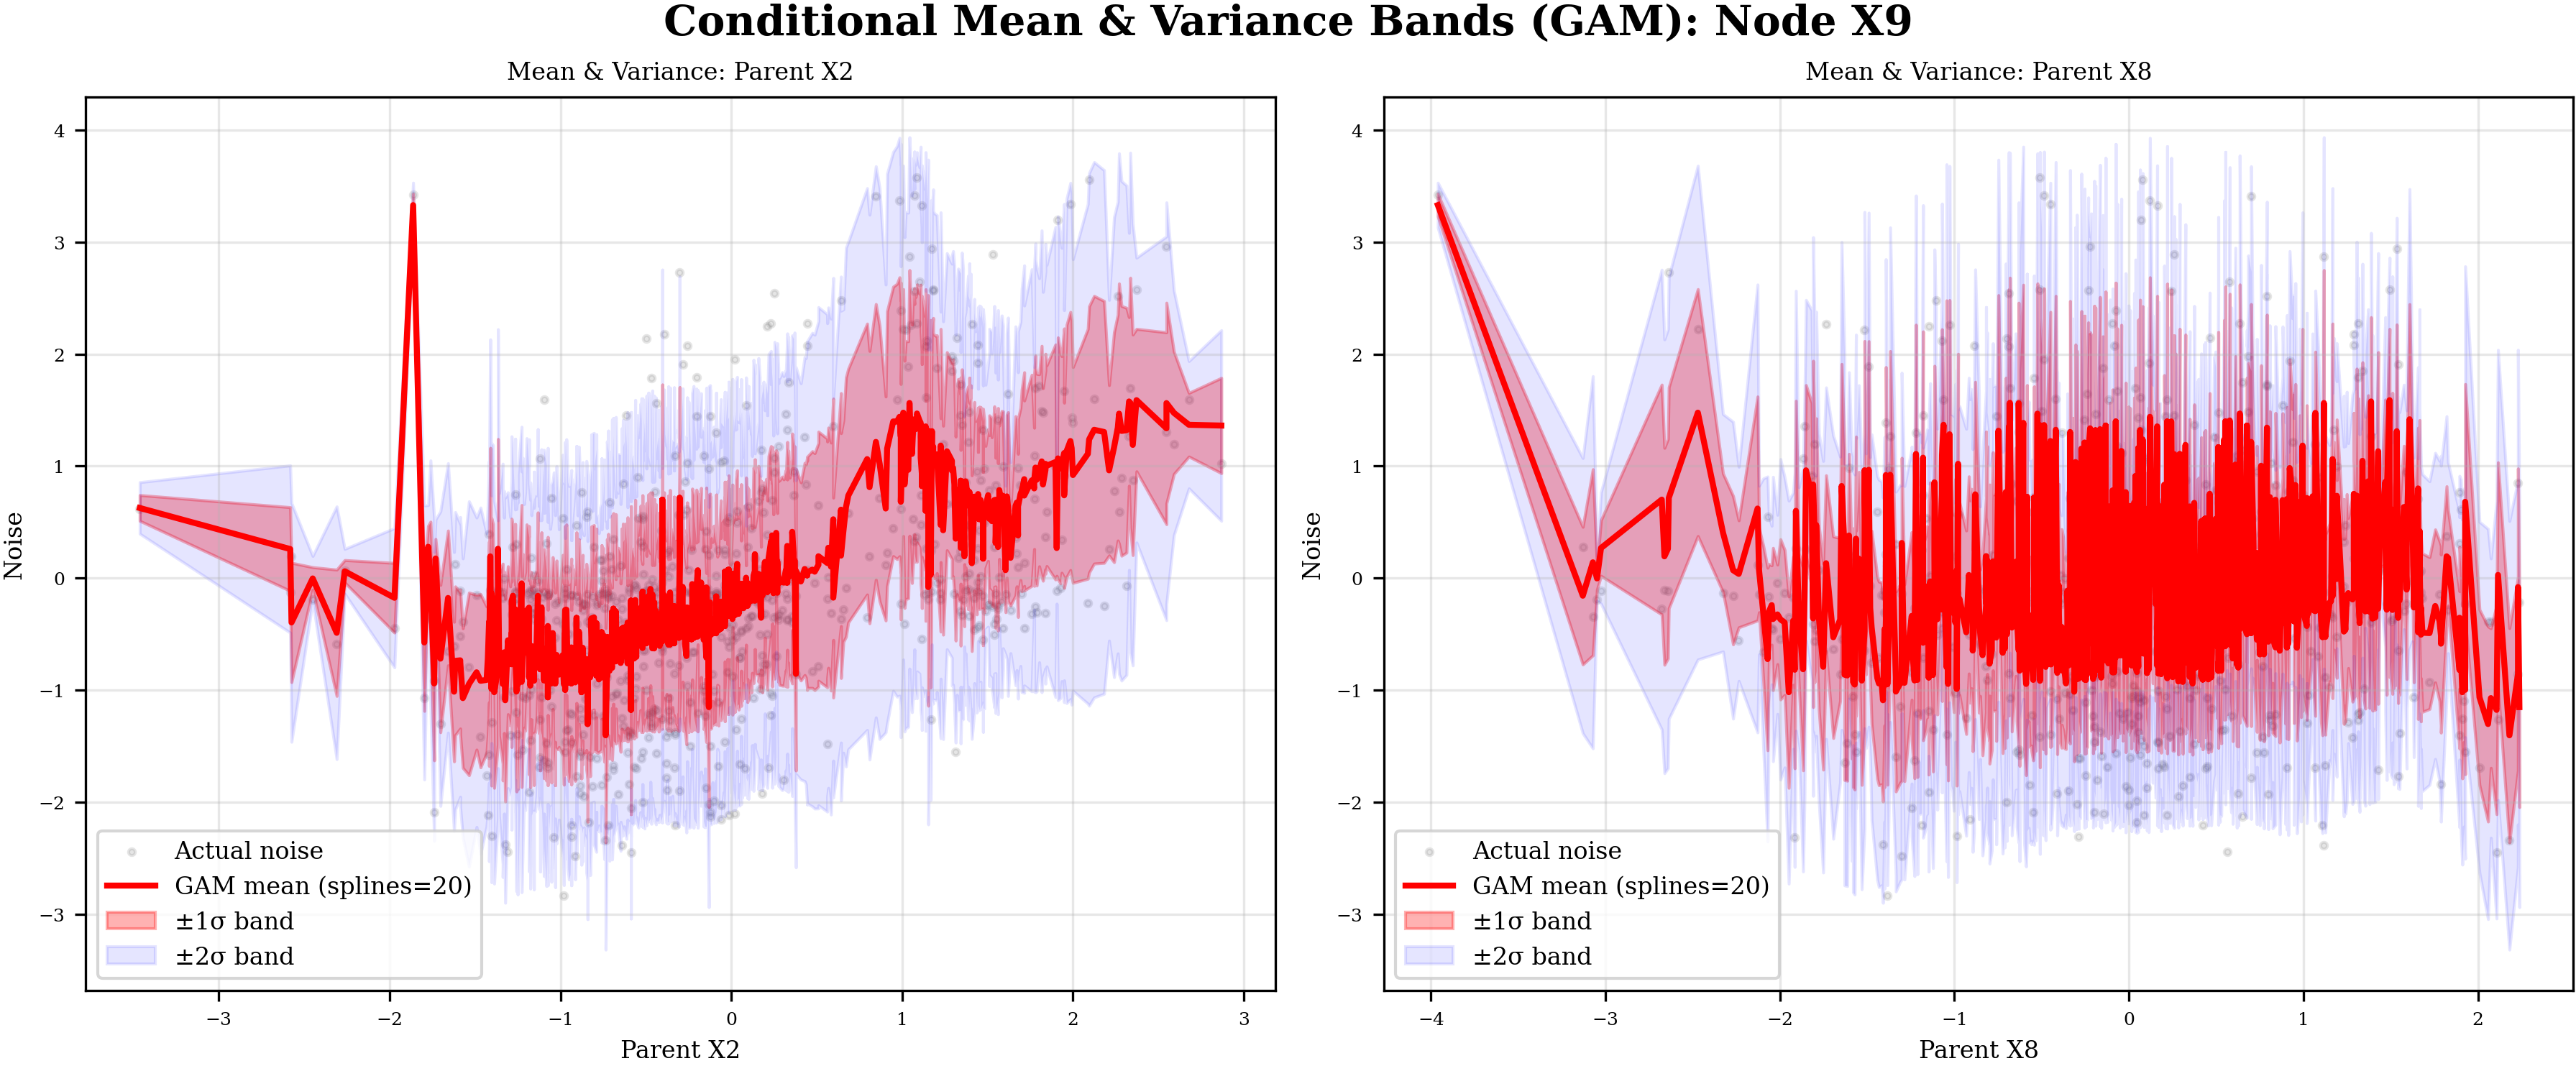 Conditional Mean & Variance Bands (GAM): Node X9
Mean & Variance: Parent X2
4
3
2
1
0
−1
−2
−3
Noise
Actual noise
GAM mean (splines=20)
±1σ band
±2σ band
−3
−2
−1
0
1
2
3
Parent X2
Mean & Variance: Parent X8
4
3
2
1
0
−1
−2
−3
Noise
Actual noise
GAM mean (splines=20)
±1σ band
±2σ band
−4
−3
−2
−1
0
1
2
Parent X8